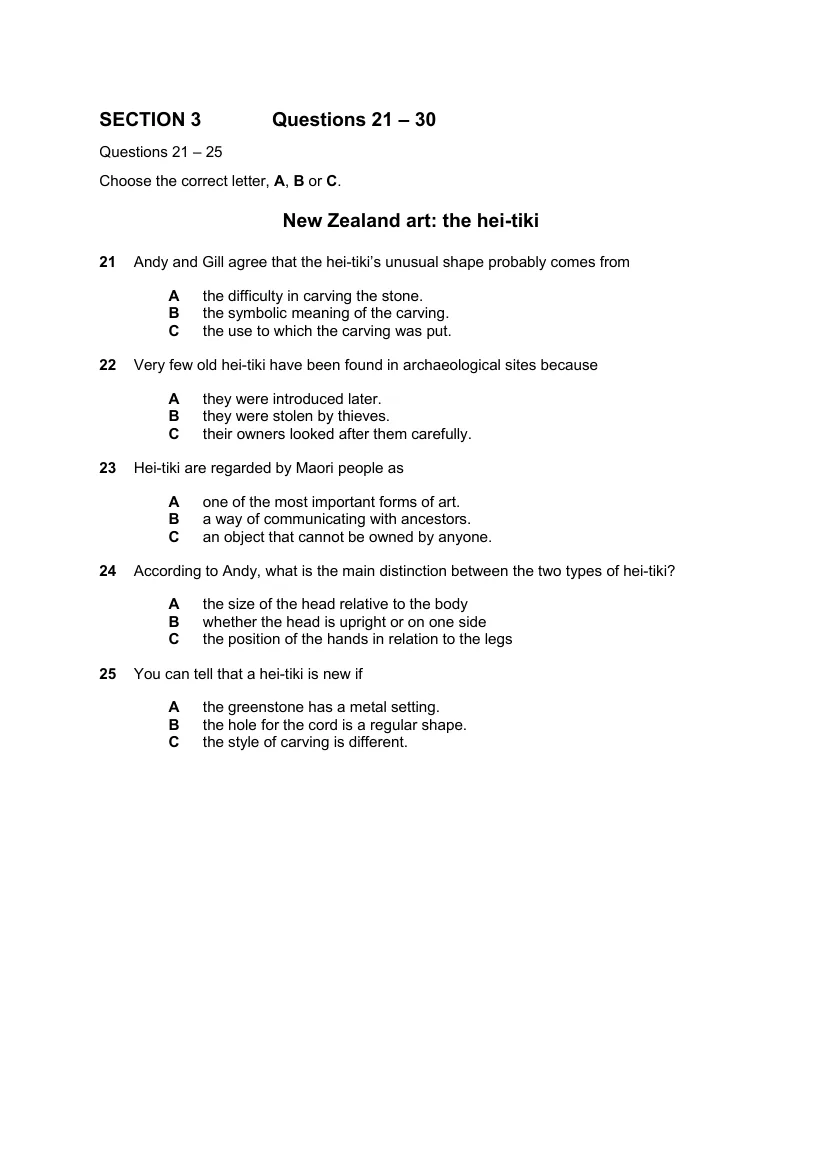 SECTION 3 Questions 21 – 30
Questions 21 – 25
Choose the correct letter, A, B or C.
New Zealand art: the hei-tiki
21 Andy and Gill agree that the hei-tiki’s unusual shape probably comes from
A the difficulty in carving the stone.
B the symbolic meaning of the carving.
C the use to which the carving was put.
22 Very few old hei-tiki have been found in archaeological sites because
A they were introduced later.
B they were stolen by thieves.
C their owners looked after them carefully.
23 Hei-tiki are regarded by Maori people as
A one of the most important forms of art.
B a way of communicating with ancestors.
C an object that cannot be owned by anyone.
24 According to Andy, what is the main distinction between the two types of hei-tiki?
A the size of the head relative to the body
B whether the head is upright or on one side
C the position of the hands in relation to the legs
25 You can tell that a hei-tiki is new if
A the greenstone has a metal setting.
B the hole for the cord is a regular shape.
C the style of carving is different.